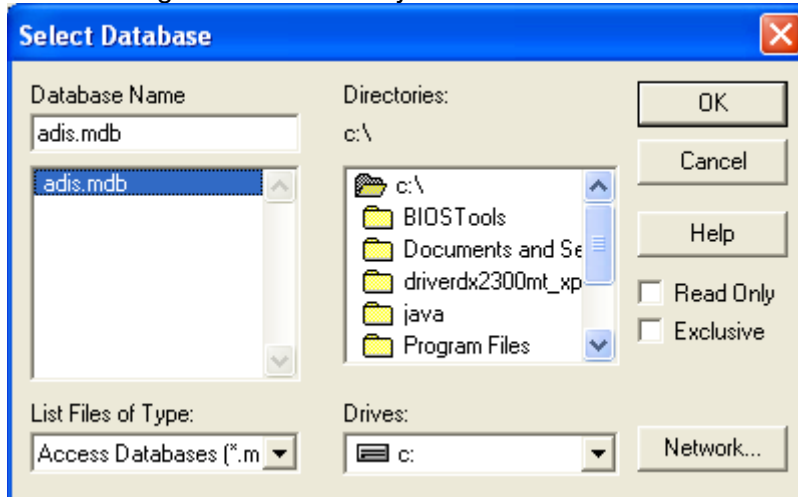 Select Database
Database Name
adis.mdb
adis.mdb
Directories:
c:\
c:\
BIOSTools
Documents and Se
driverdx2300mt_xp
java
Program Files
OK
Cancel
Help
Read Only
Exclusive
List Files of Type:
Access Databases (*.m
Drives:
c:
Network...